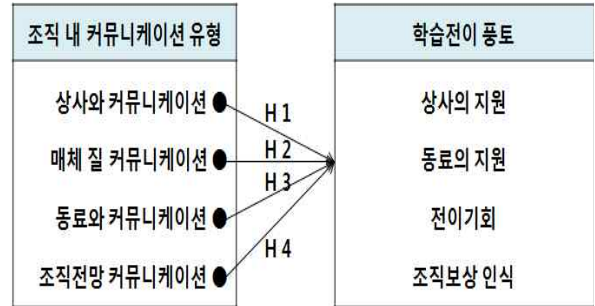 조직 내 커뮤니케이션 유형
상사와 커뮤니케이션
매체 질 커뮤니케이션
동료와 커뮤니케이션
조직전망 커뮤니케이션
H 1
H 2
H 3
H 4
학습전이 풍토
상사의 지원
동료의 지원
전이기회
조직보상 인식